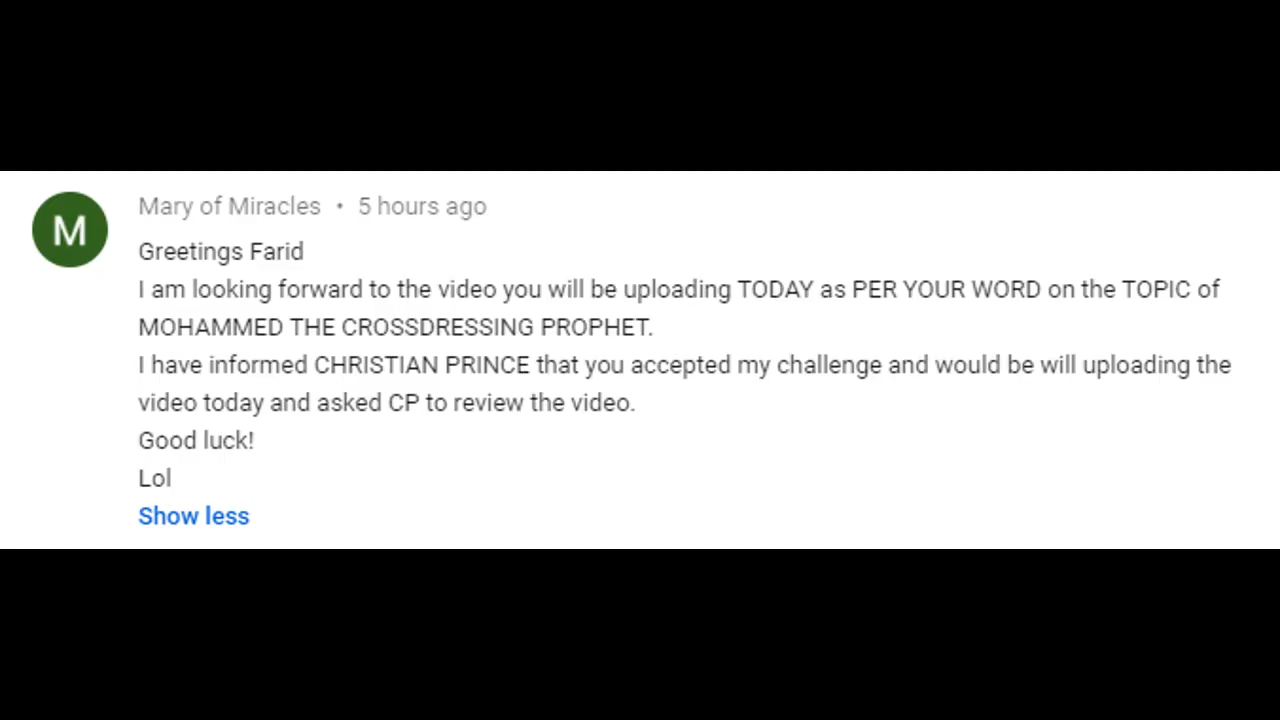 M
Mary of Miracles • 5 hours ago
Greetings Farid
I am looking forward to the video you will be uploading TODAY as PER YOUR WORD on the TOPIC of
MOHAMMED THE CROSSDRESSING PROPHET.
I have informed CHRISTIAN PRINCE that you accepted my challenge and would be will uploading the
video today and asked CP to review the video.
Good luck!
Lol
Show less